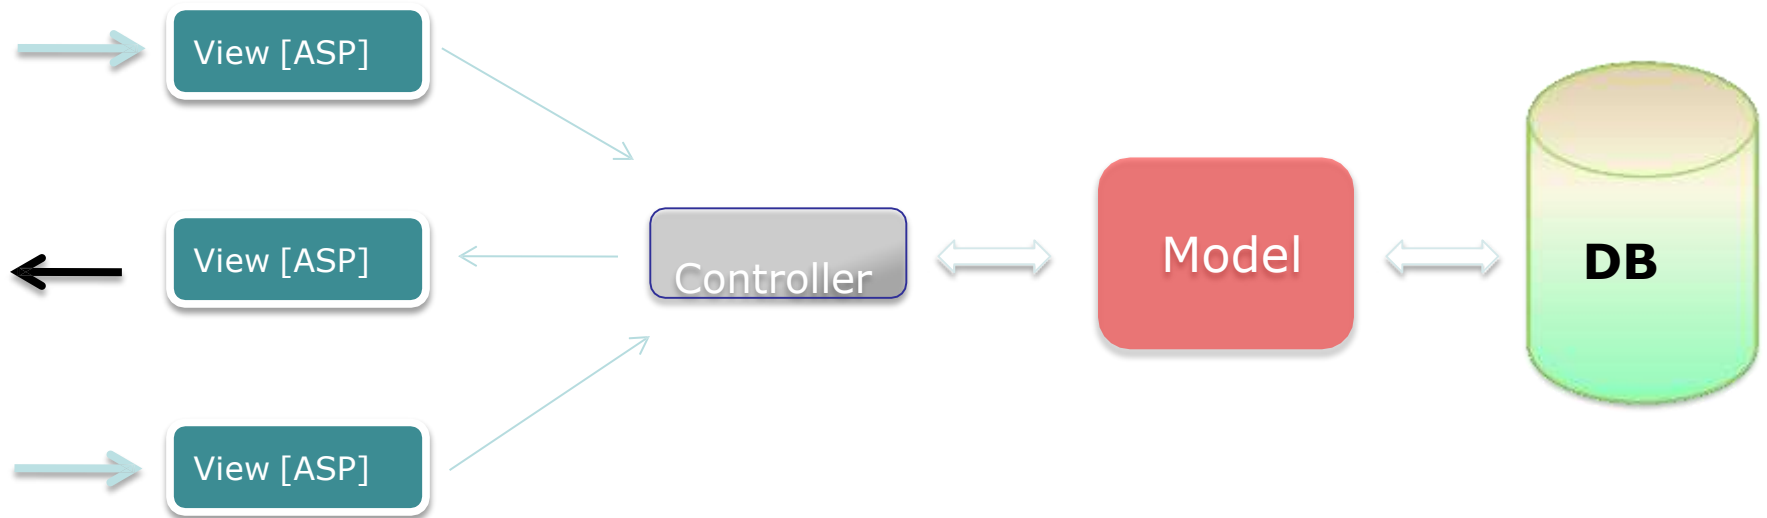 View [ASP]
View [ASP]
Controller
Model
DB
View [ASP]